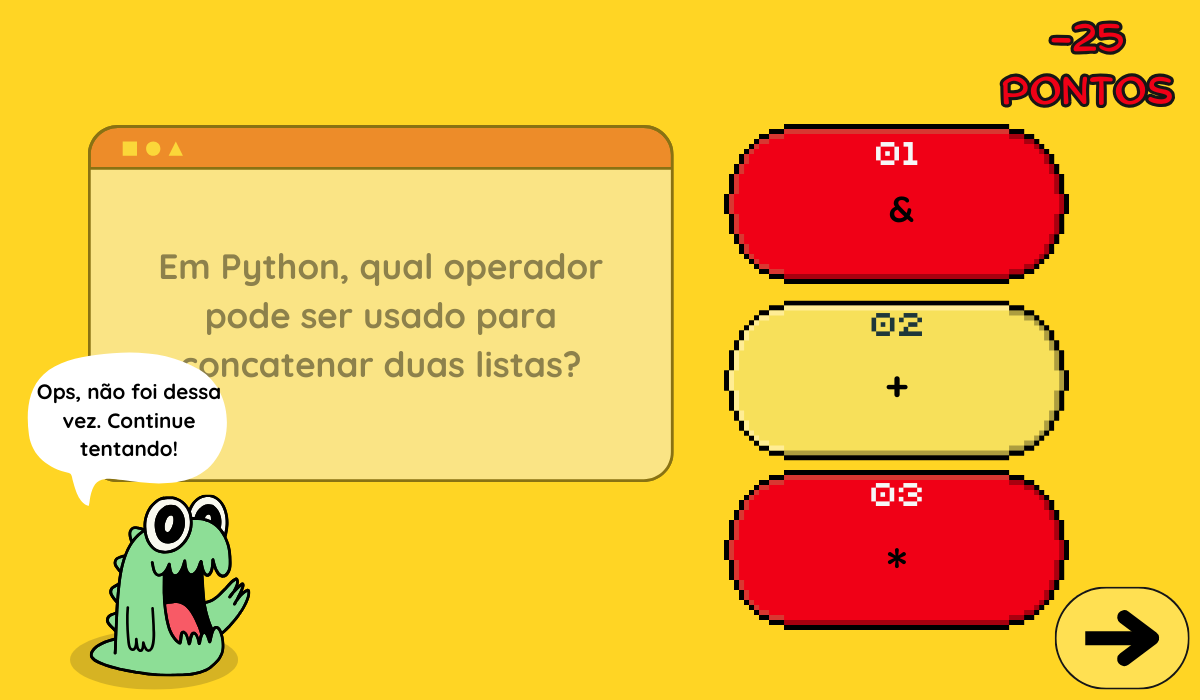 -25
PONTOS
Em Python, qual operador
pode ser usado para
concatenar duas listas?
01
&
02
+
03
*
Ops, não foi dessa
vez. Continue
tentando!